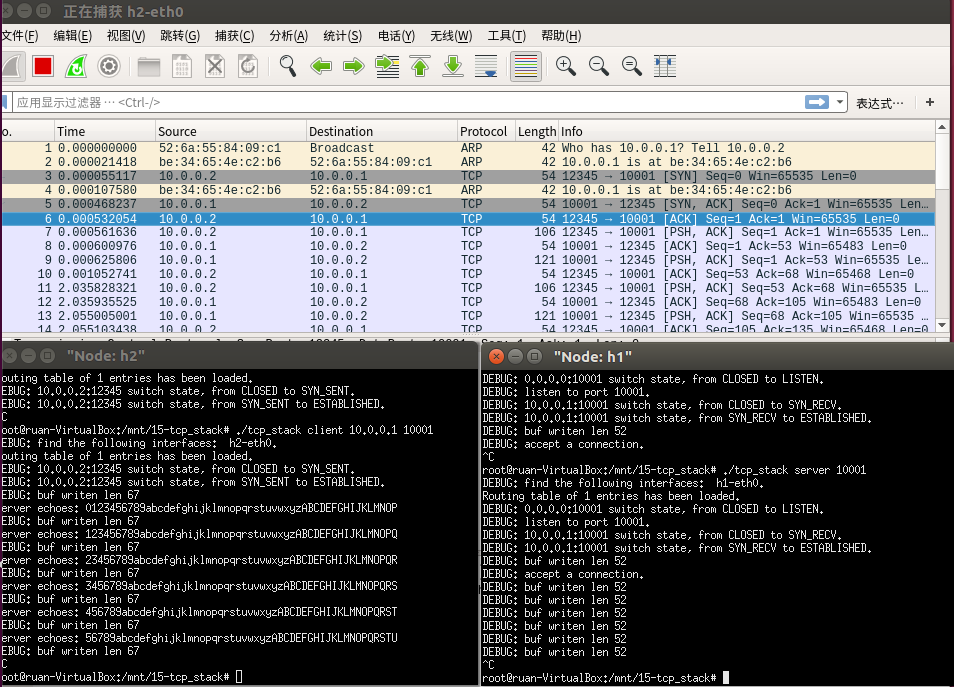 正在捕获 h2-eth0
文件(F) 编辑(E) 视图(V) 跳转(G) 捕获(C) 分析(A) 统计(S) 电话(Y) 无线(W) 工具(T) 帮助(H)
应用显示过滤器 … <Ctrl-/> 表达式… +
o. Time Source Destination Protocol Length Info
1 0.000000000 52:6a:55:84:09:c1 Broadcast ARP 42 Who has 10.0.0.1? Tell 10.0.0.2
2 0.000021418 be:34:65:4e:c2:b6 52:6a:55:84:09:c1 ARP 42 10.0.0.1 is at be:34:65:4e:c2:b6
3 0.000055117 10.0.0.2 10.0.0.1 TCP 54 12345 → 10001 [SYN] Seq=0 Win=65535 Len=0
4 0.000107580 be:34:65:4e:c2:b6 52:6a:55:84:09:c1 ARP 42 10.0.0.1 is at be:34:65:4e:c2:b6
5 0.000468237 10.0.0.1 10.0.0.2 TCP 54 10001 → 12345 [SYN, ACK] Seq=0 Ack=1 Win=65535 Len…
6 0.000532054 10.0.0.2 10.0.0.1 TCP 54 12345 → 10001 [ACK] Seq=1 Ack=1 Win=65535 Len=0
7 0.000561636 10.0.0.2 10.0.0.1 TCP 106 12345 → 10001 [PSH, ACK] Seq=1 Ack=1 Win=65535 Le…
8 0.000600976 10.0.0.1 10.0.0.2 TCP 54 10001 → 12345 [ACK] Seq=1 Ack=53 Win=65483 Len=0
9 0.000625806 10.0.0.1 10.0.0.2 TCP 121 10001 → 12345 [PSH, ACK] Seq=1 Ack=53 Win=65535 Le…
10 0.001052741 10.0.0.2 10.0.0.1 TCP 54 12345 → 10001 [ACK] Seq=53 Ack=68 Win=65468 Len=0
11 2.035828321 10.0.0.2 10.0.0.1 TCP 106 12345 → 10001 [PSH, ACK] Seq=53 Ack=68 Win=65535 L…
12 2.035935525 10.0.0.1 10.0.0.2 TCP 54 10001 → 12345 [ACK] Seq=68 Ack=105 Win=65483 Len=0
13 2.055005001 10.0.0.1 10.0.0.2 TCP 121 10001 → 12345 [PSH, ACK] Seq=68 Ack=105 Win=65535 …
14 2.055103438 10.0.0.2 10.0.0.1 TCP 54 12345 → 10001 [ACK] Seq=105 Ack=135 Win=65468 Len=0
"Node: h2"
outing table of 1 entries has been loaded.
EBUG: 10.0.0.2:12345 switch state, from CLOSED to SYN_SENT.
EBUG: 10.0.0.2:12345 switch state, from SYN_SENT to ESTABLISHED.
C
oot@ruan-VirtualBox:/mnt/15-tcp_stack# ./tcp_stack client 10.0.0.1 10001
EBUG: find the following interfaces:  h2-eth0.
outing table of 1 entries has been loaded.
EBUG: 10.0.0.2:12345 switch state, from CLOSED to SYN_SENT.
EBUG: 10.0.0.2:12345 switch state, from SYN_SENT to ESTABLISHED.
EBUG: buf writen len 67
erver echoes: 0123456789abcdefghijklmnopqrstuvwxyzABCDEFGHIJKLMNOP
EBUG: buf writen len 67
erver echoes: 123456789abcdefghijklmnopqrstuvwxyzABCDEFGHIJKLMNOPQ
EBUG: buf writen len 67
erver echoes: 23456789abcdefghijklmnopqrstuvwxyzABCDEFGHIJKLMNOPQR
EBUG: buf writen len 67
erver echoes: 3456789abcdefghijklmnopqrstuvwxyzABCDEFGHIJKLMNOPQRS
EBUG: buf writen len 67
erver echoes: 456789abcdefghijklmnopqrstuvwxyzABCDEFGHIJKLMNOPQRST
EBUG: buf writen len 67
erver echoes: 56789abcdefghijklmnopqrstuvwxyzABCDEFGHIJKLMNOPQRSTU
EBUG: buf writen len 67
C
oot@ruan-VirtualBox:/mnt/15-tcp_stack#
"Node: h1"
DEBUG: 0.0.0.0:10001 switch state, from CLOSED to LISTEN.
DEBUG: listen to port 10001.
DEBUG: 10.0.0.1:10001 switch state, from CLOSED to SYN_RECV.
DEBUG: 10.0.0.1:10001 switch state, from SYN_RECV to ESTABLISHED.
DEBUG: buf writen len 52
DEBUG: accept a connection.
^C
root@ruan-VirtualBox:/mnt/15-tcp_stack# ./tcp_stack server 10001
DEBUG: find the following interfaces:  h1-eth0.
Routing table of 1 entries has been loaded.
DEBUG: 0.0.0.0:10001 switch state, from CLOSED to LISTEN.
DEBUG: listen to port 10001.
DEBUG: 10.0.0.1:10001 switch state, from CLOSED to SYN_RECV.
DEBUG: 10.0.0.1:10001 switch state, from SYN_RECV to ESTABLISHED.
DEBUG: buf writen len 52
DEBUG: accept a connection.
DEBUG: buf writen len 52
DEBUG: buf writen len 52
DEBUG: buf writen len 52
DEBUG: buf writen len 52
DEBUG: buf writen len 52
DEBUG: buf writen len 52
^C
root@ruan-VirtualBox:/mnt/15-tcp_stack#